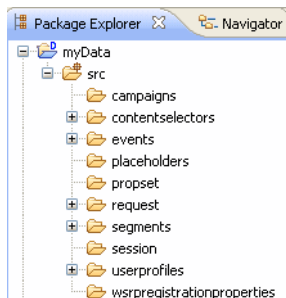 Package Explorer Navigator
myData
src
campaigns
contentselectors
events
placeholders
propset
request
segments
session
userprofiles
wsrpregistrationproperties